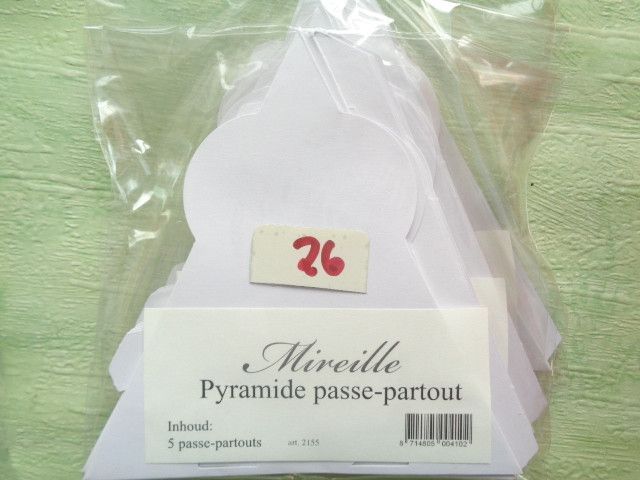 26
Mireille
Pyramide passe-partout
Inhoud:
5 passe-partouts art. 2155
8 714805 004102